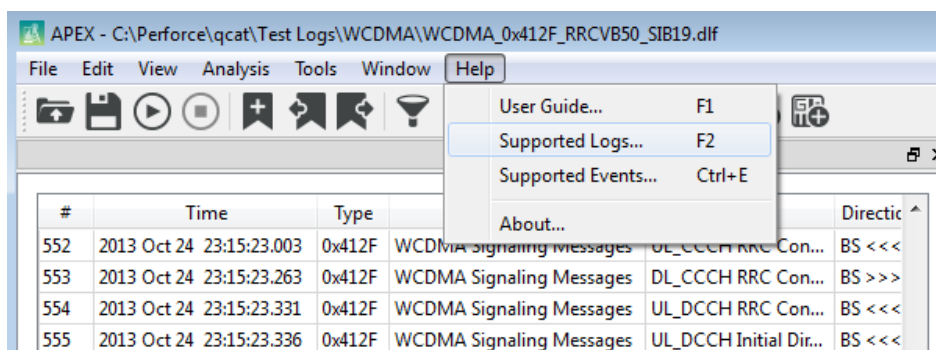 APEX - C:\Perforce\qcat\Test Logs\WCDMA\WCDMA_0x412F_RRCVB50_SIB19.dlf
File Edit View Analysis Tools Window Help
User Guide... F1
Supported Logs... F2
Supported Events... Ctrl+E
About...
# Time Type Directic
552 2013 Oct 24 23:15:23.003 0x412F WCDMA Signaling Messages UL_CCCH RRC Con... BS <<<
553 2013 Oct 24 23:15:23.263 0x412F WCDMA Signaling Messages DL_CCCH RRC Con... BS >>>
554 2013 Oct 24 23:15:23.331 0x412F WCDMA Signaling Messages UL_DCCH RRC Con... BS <<<
555 2013 Oct 24 23:15:23.336 0x412F WCDMA Signaling Messages UL_DCCH Initial Dir... BS <<<